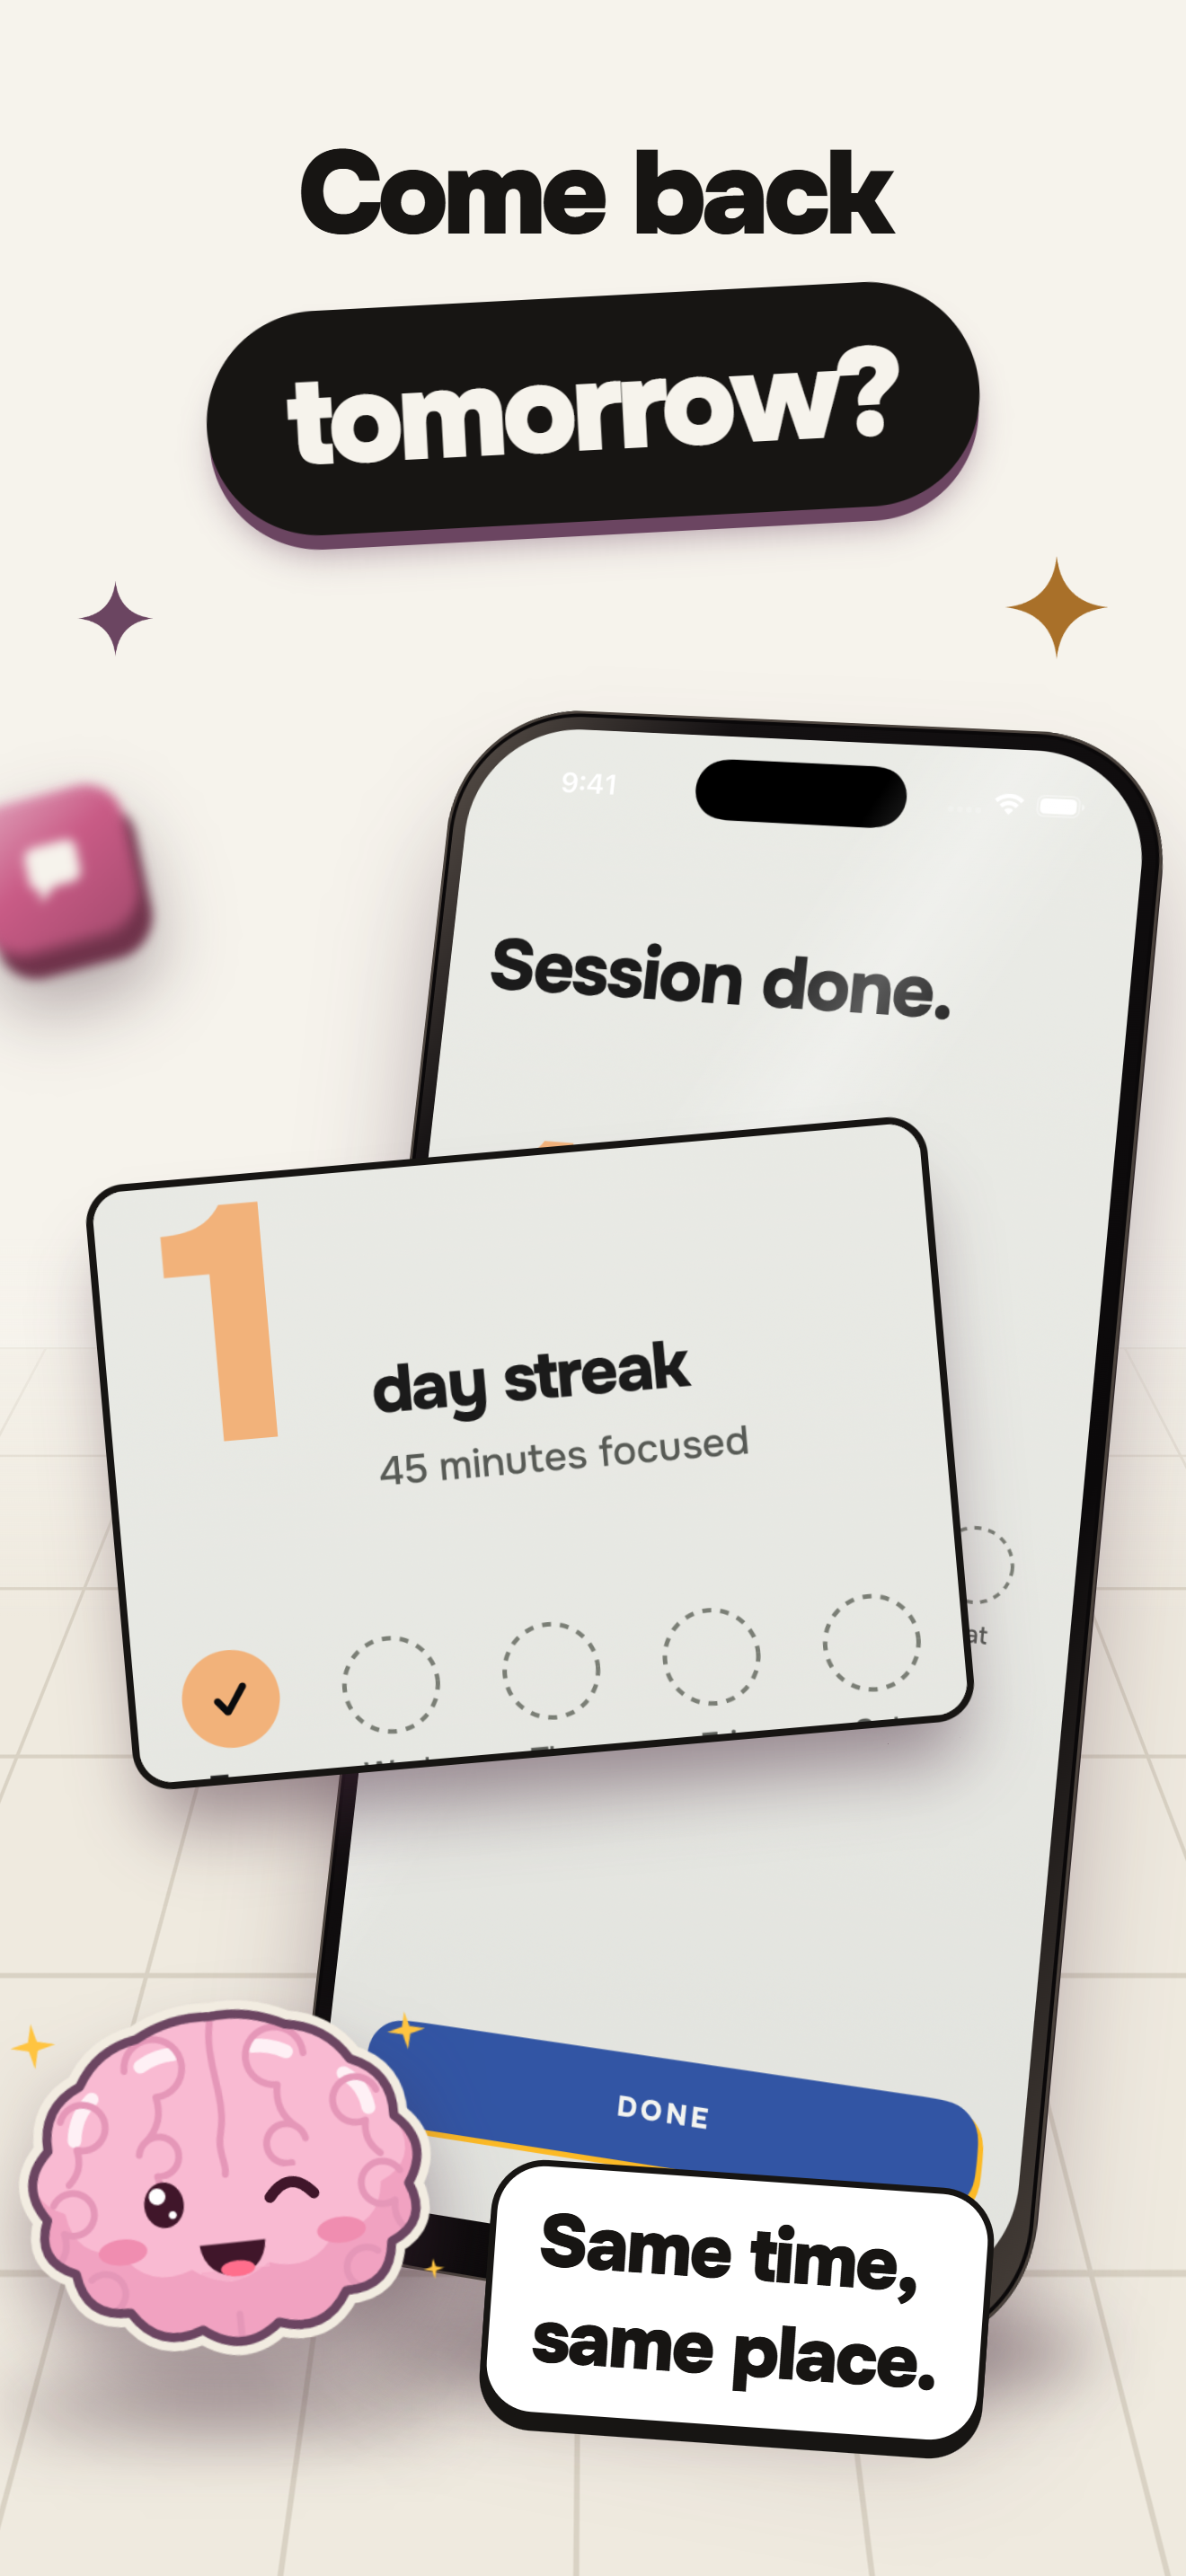 Come back
tomorrow?
9:41
Session done.
1
day streak
45 minutes focused
DONE
Same time,
same place.